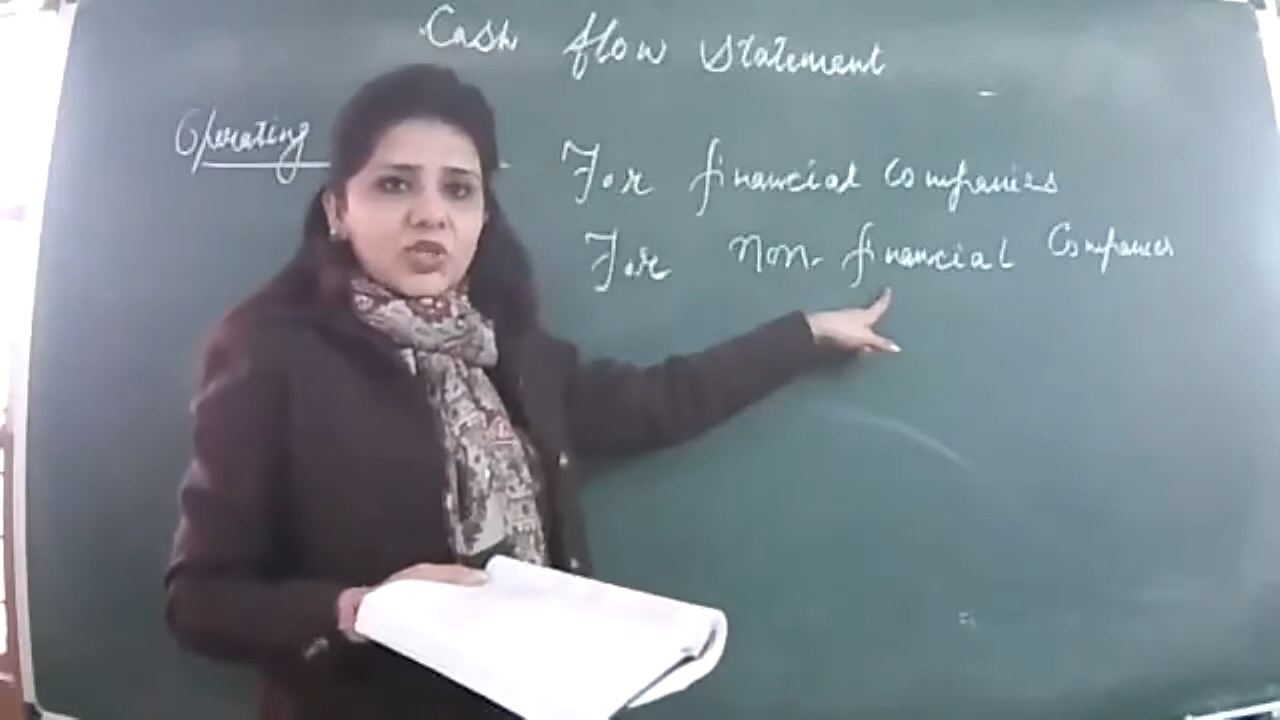 Cash flow statement
Operating
For financial companies
For non-financial Companies